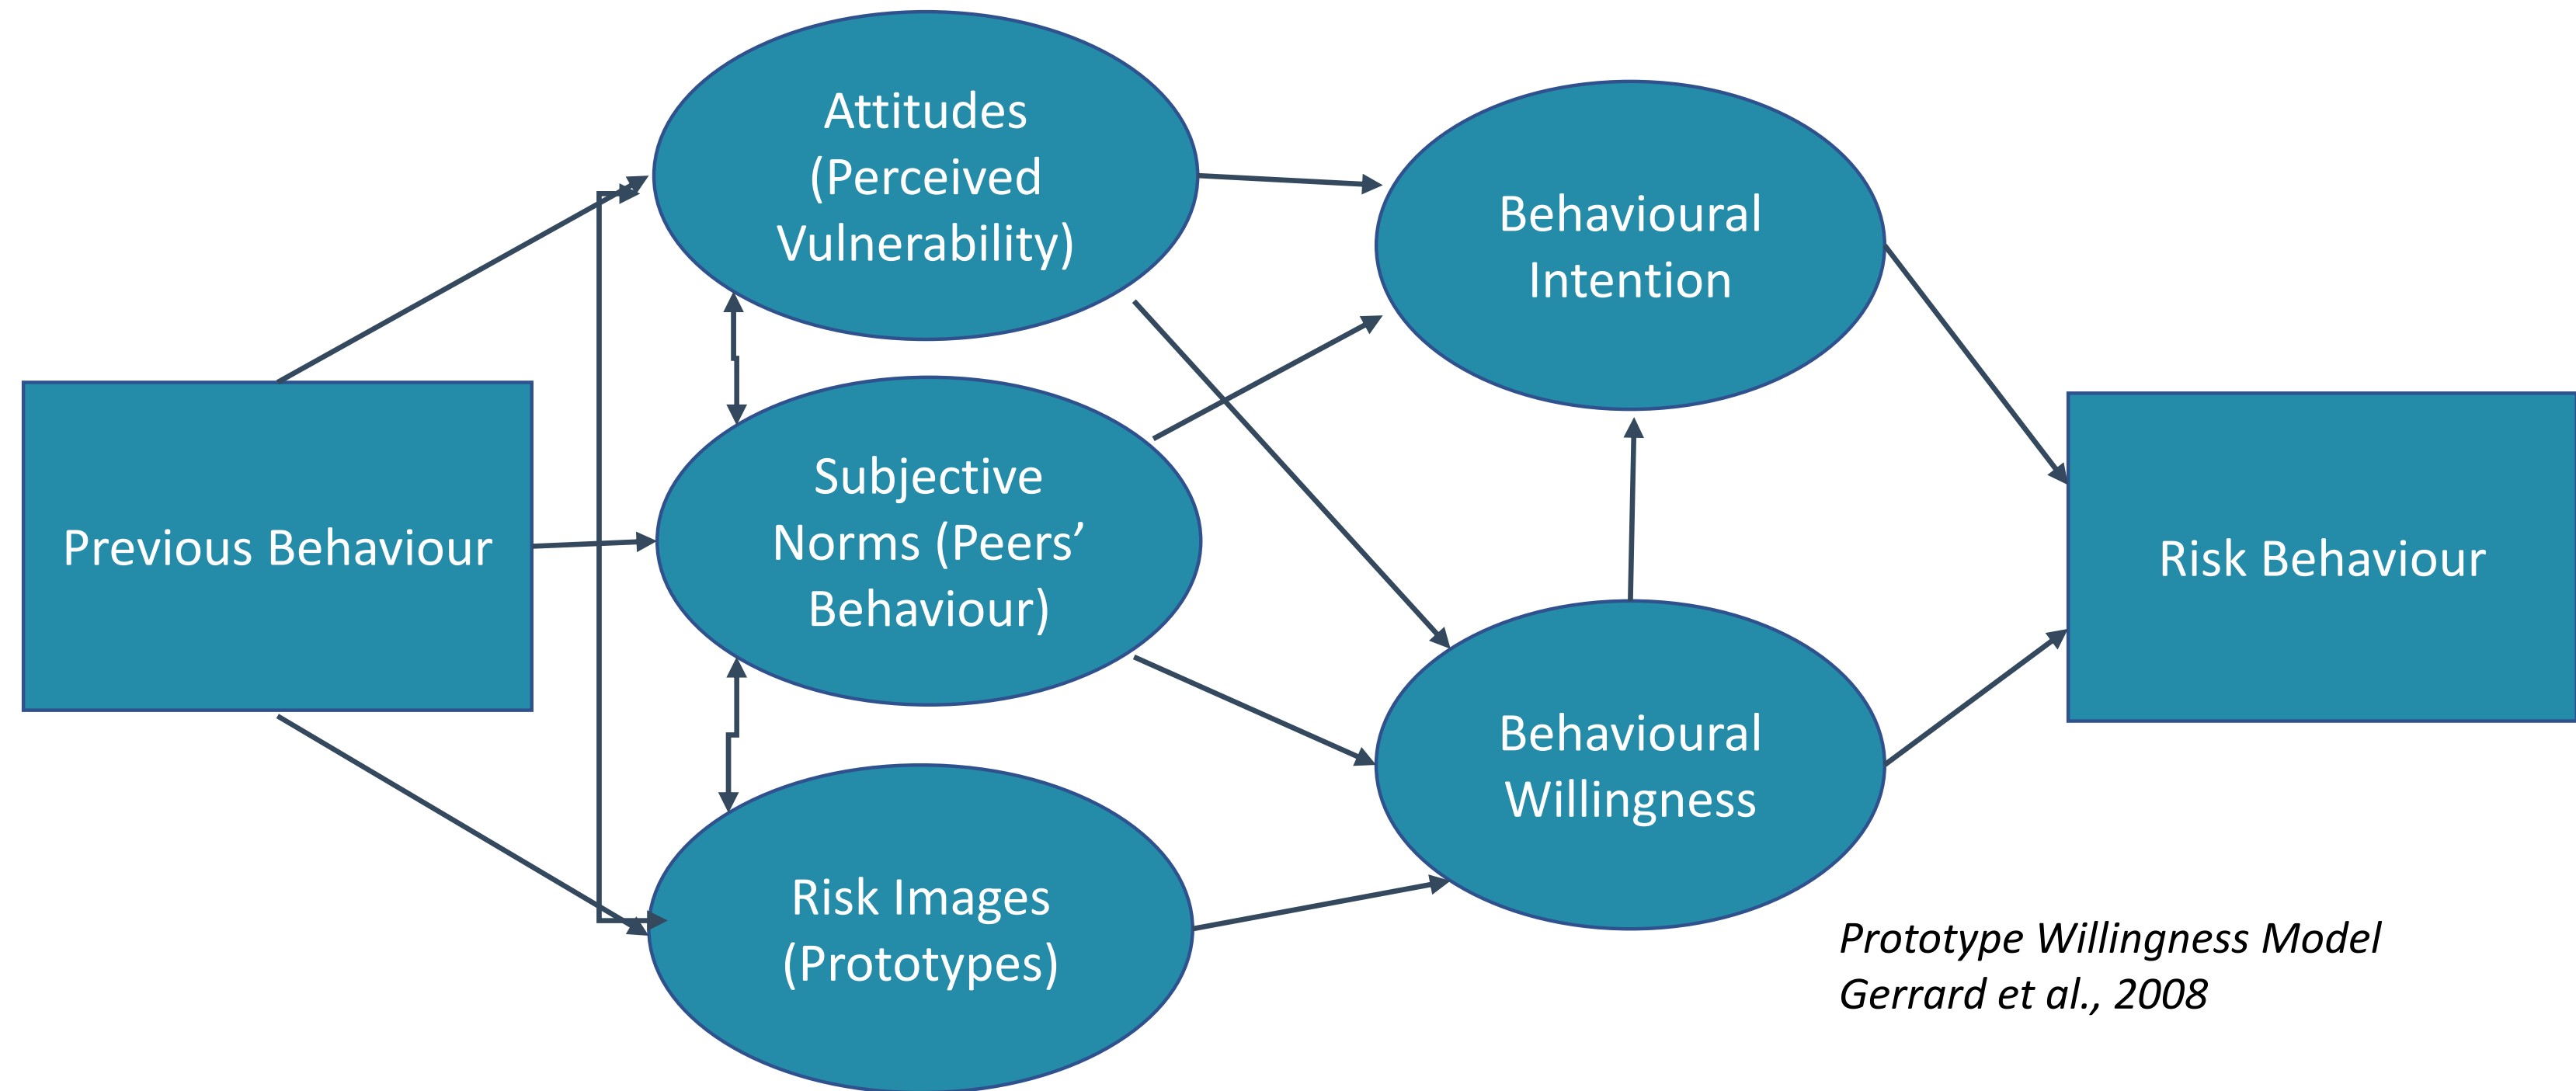 Attitudes
(Perceived
Vulnerability)
Behavioural
Intention
Previous Behaviour
Subjective
Norms (Peers’
Behaviour)
Risk Behaviour
Behavioural
Willingness
Risk Images
(Prototypes)
Prototype Willingness Model
Gerrard et al., 2008